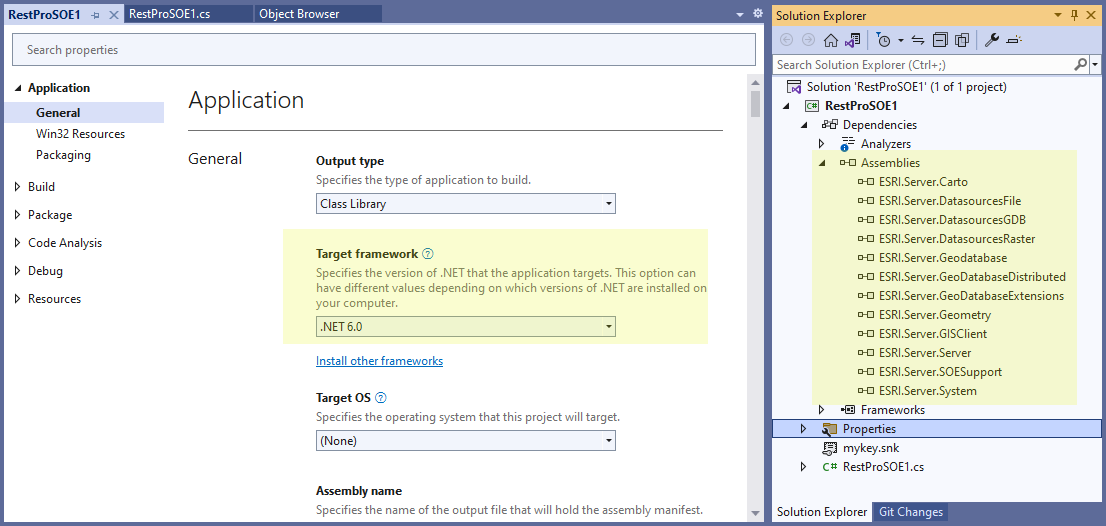 RestProSOE1
RestProSOE1.cs
Object Browser
Search properties
Application
General
Win32 Resources
Packaging
Build
Package
Code Analysis
Debug
Resources
Application
General
Output type
Specifies the type of application to build.
Class Library
Target framework
Specifies the version of .NET that the application targets. This option can
have different values depending on which versions of .NET are installed on
your computer.
.NET 6.0
Install other frameworks
Target OS
Specifies the operating system that this project will target.
(None)
Assembly name
Specifies the name of the output file that will hold the assembly manifest.
Solution Explorer
Search Solution Explorer (Ctrl+;)
Solution 'RestProSOE1' (1 of 1 project)
C# RestProSOE1
Dependencies
Analyzers
Assemblies
ESRI.Server.Carto
ESRI.Server.DatasourcesFile
ESRI.Server.DatasourcesGDB
ESRI.Server.DatasourcesRaster
ESRI.Server.Geodatabase
ESRI.Server.GeoDatabaseDistributed
ESRI.Server.GeoDatabaseExtensions
ESRI.Server.Geometry
ESRI.Server.GISClient
ESRI.Server.Server
ESRI.Server.SOESupport
ESRI.Server.System
Frameworks
Properties
mykey.snk
C# RestProSOE1.cs
Solution Explorer
Git Changes